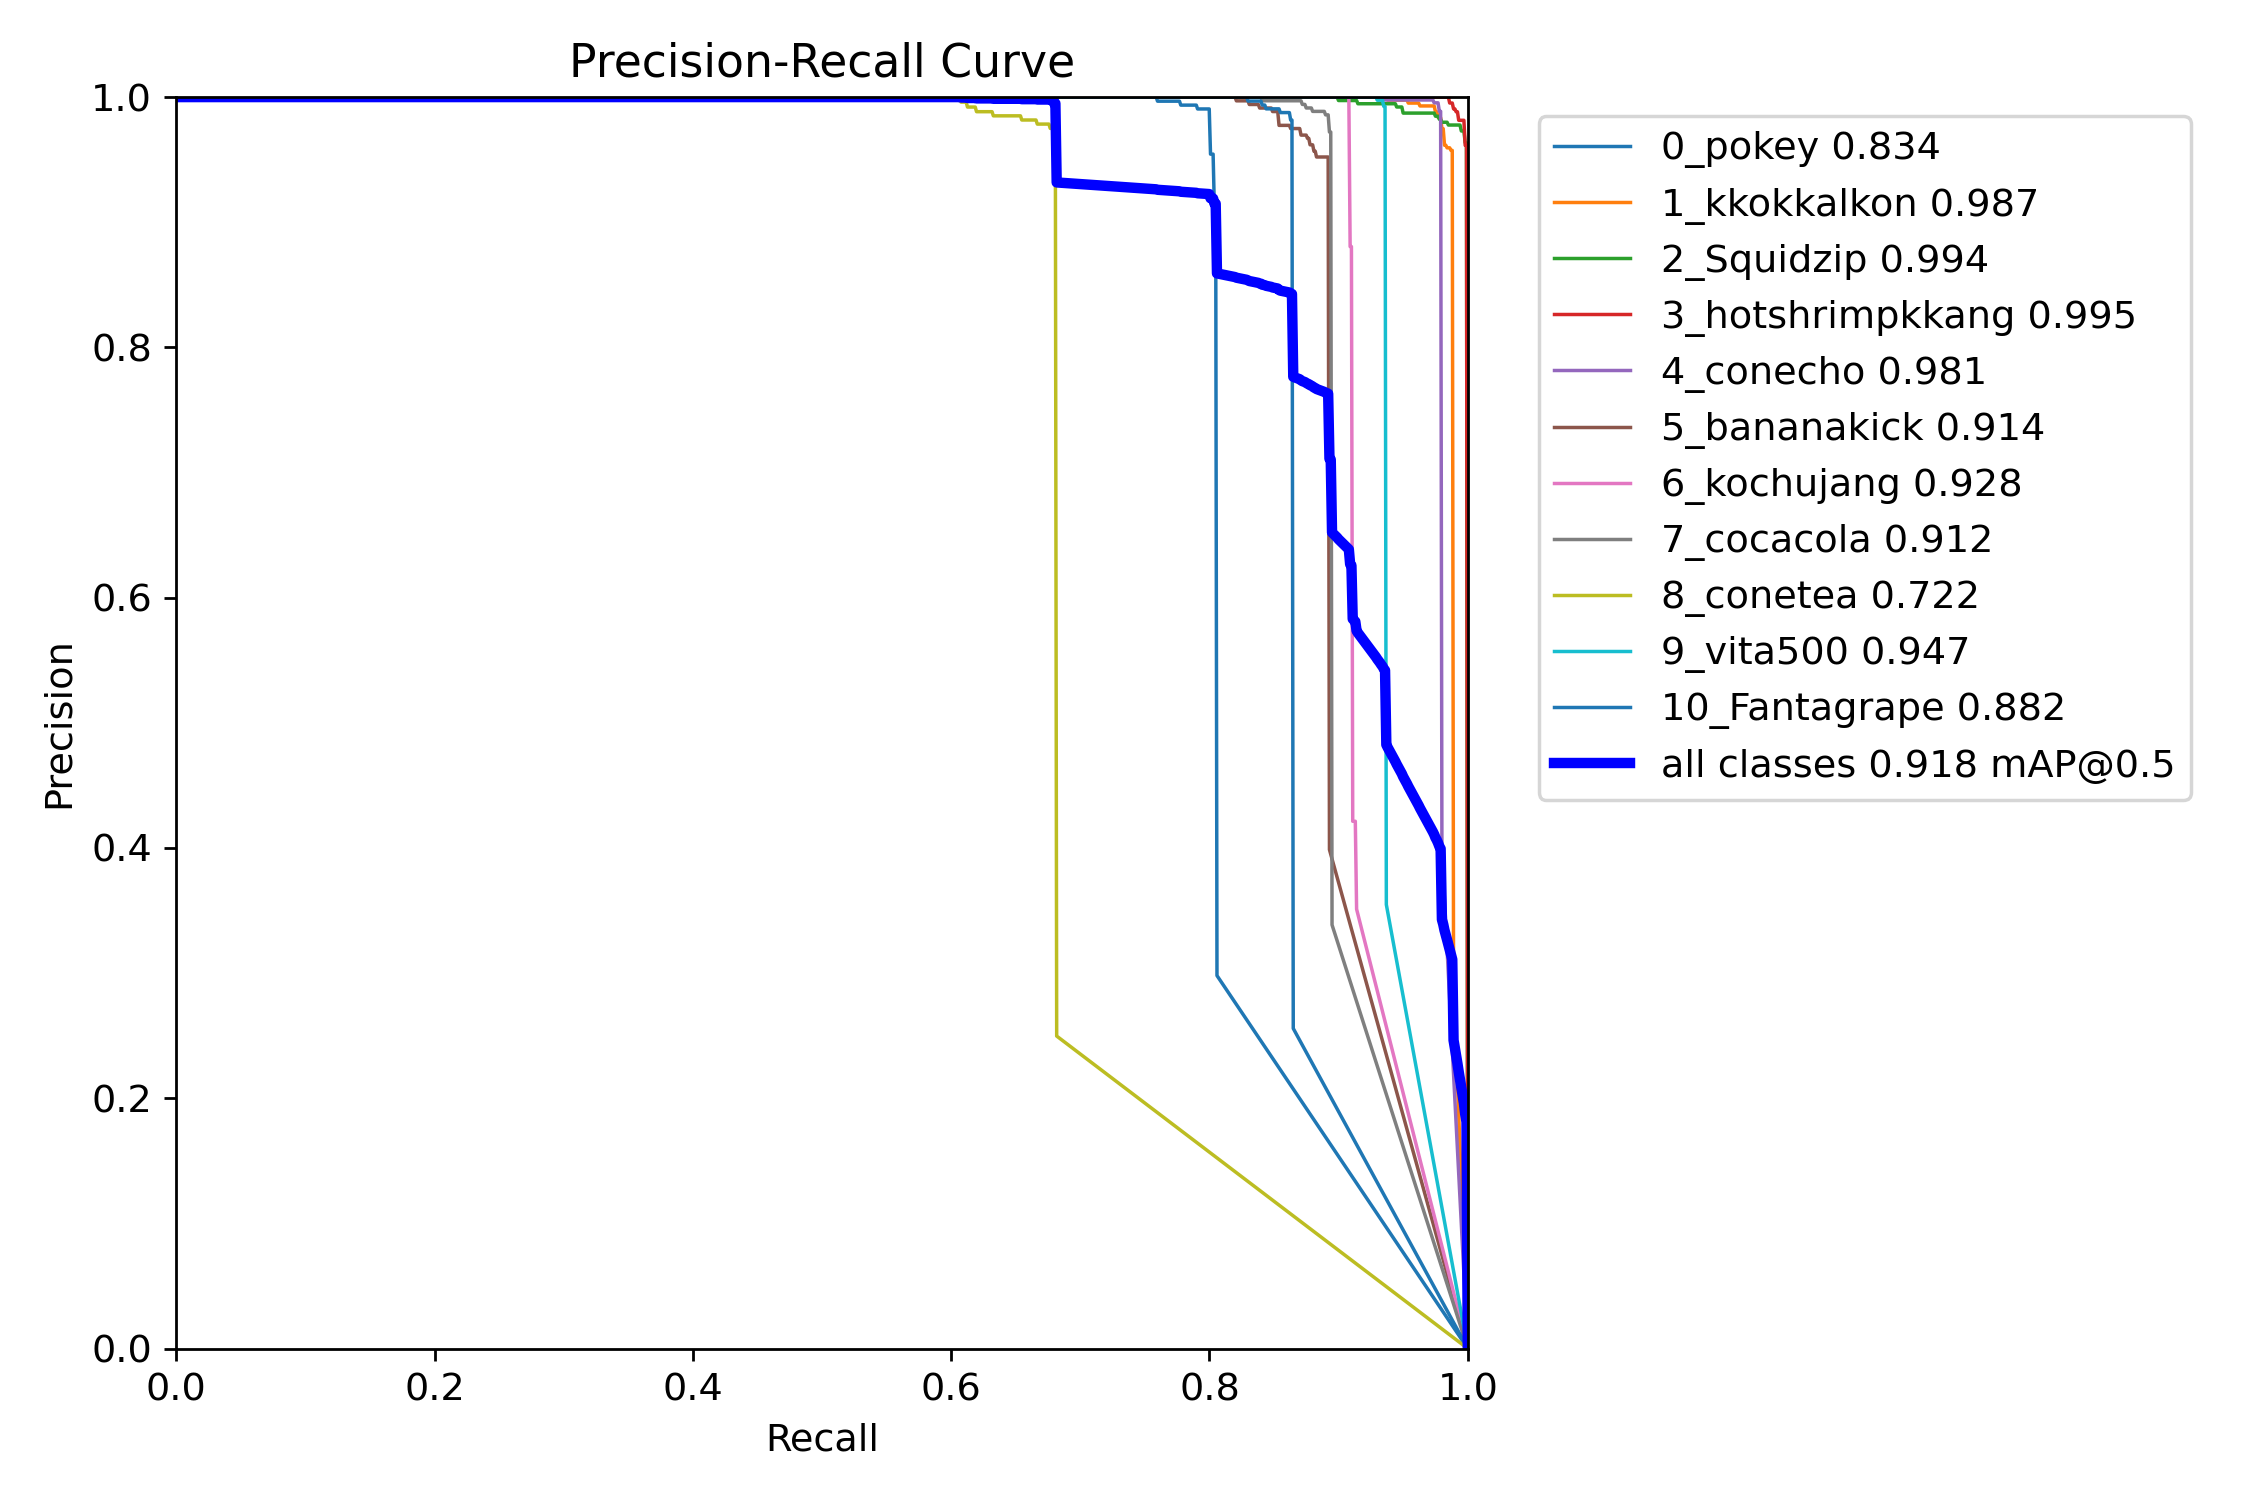 Precision-Recall Curve
1.0
0.8
0.6
0.4
0.2
0.0
Precision
0.0 0.2 0.4 0.6 0.8 1.0
Recall
0_pokey 0.834
1_kkokkalkon 0.987
2_Squidzip 0.994
3_hotshrimpkkang 0.995
4_conecho 0.981
5_bananakick 0.914
6_kochujang 0.928
7_cocacola 0.912
8_conetea 0.722
9_vita500 0.947
10_Fantagrape 0.882
all classes 0.918 mAP@0.5